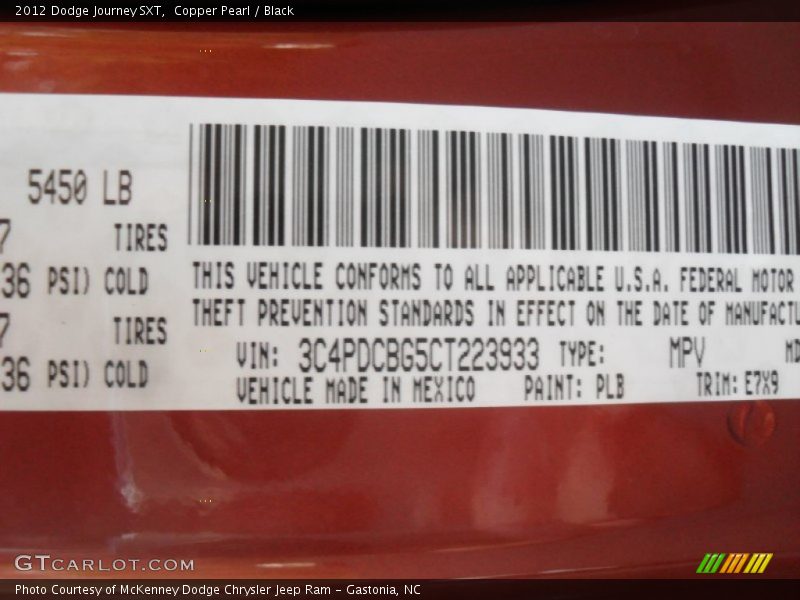 2012 Dodge Journey SXT, Copper Pearl / Black
5450 LB
7 TIRES
36 PSI) COLD
7 TIRES
36 PSI) COLD
THIS VEHICLE CONFORMS TO ALL APPLICABLE U.S.A. FEDERAL MOTOR
THEFT PREVENTION STANDARDS IN EFFECT ON THE DATE OF MANUFACTU
VIN: 3C4PDCBG5CT223933 TYPE: MPV MD
VEHICLE MADE IN MEXICO PAINT: PLB TRIM: E7X9
GTCARLOT.COM
Photo Courtesy of McKenney Dodge Chrysler Jeep Ram - Gastonia, NC